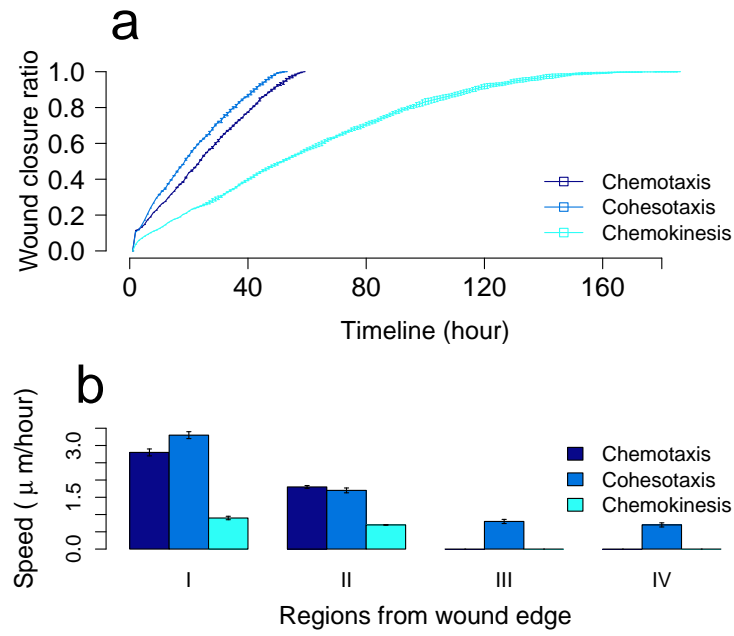 a
Wound closure ratio
1.0
0.8
0.6
0.4
0.2
0.0
Chemotaxis
Cohesotaxis
Chemokinesis
0 40 80 120 160
Timeline (hour)
b
Speed ( μ m/hour)
3.0
1.5
0.0
Chemotaxis
Cohesotaxis
Chemokinesis
I II III IV
Regions from wound edge